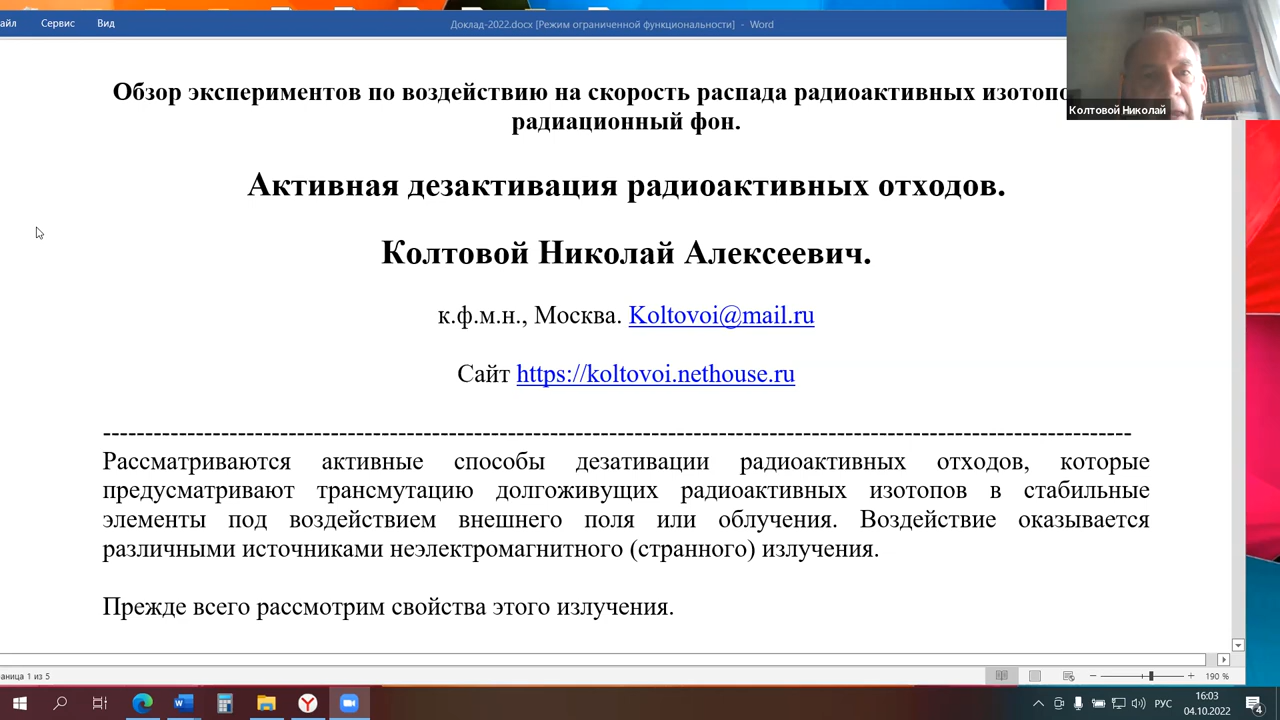 айл Сервис Вид
Доклад-2022.docx [Режим ограниченной функциональности] - Word
Обзор экспериментов по воздействию на скорость распада радиоактивных
радиационный фон.
Колтовой Николай
Активная дезактивация радиоактивных отходов.
Колтовой Николай Алексеевич.
к.ф.м.н., Москва. Koltovoi@mail.ru
Сайт https://koltovoi.nethouse.ru
Рассматриваются активные способы дезативации радиоактивных отходов, которые
предусматривают трансмутацию долгоживущих радиоактивных изотопов в стабильные
элементы под воздействием внешнего поля или облучения. Воздействие оказывается
различными источниками неэлектромагнитного (странного) излучения.
Прежде всего рассмотрим свойства этого излучения.
аница 1 из 5
190 %
РУС
16:03
04.10.2022
4